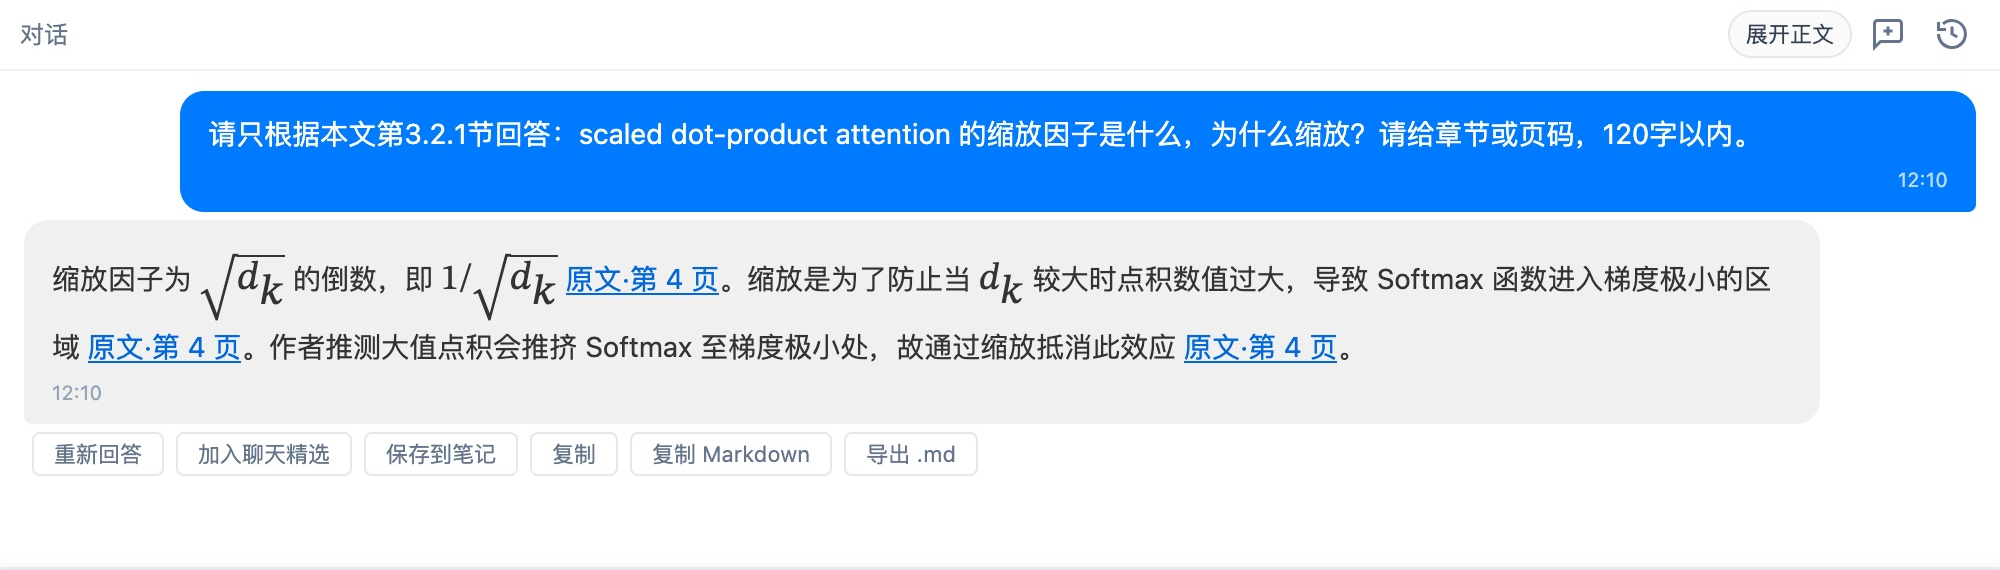 对话
展开正文
请只根据本文第3.2.1节回答：scaled dot-product attention 的缩放因子是什么，为什么缩放？请给章节或页码，120字以内。
12:10
缩放因子为 √dₖ 的倒数，即 1/√dₖ 原文·第 4 页。缩放是为了防止当 dₖ 较大时点积数值过大，导致 Softmax 函数进入梯度极小的区
域 原文·第 4 页。作者推测大值点积会推挤 Softmax 至梯度极小处，故通过缩放抵消此效应 原文·第 4 页。
12:10
重新回答 加入聊天精选 保存到笔记 复制 复制 Markdown 导出 .md